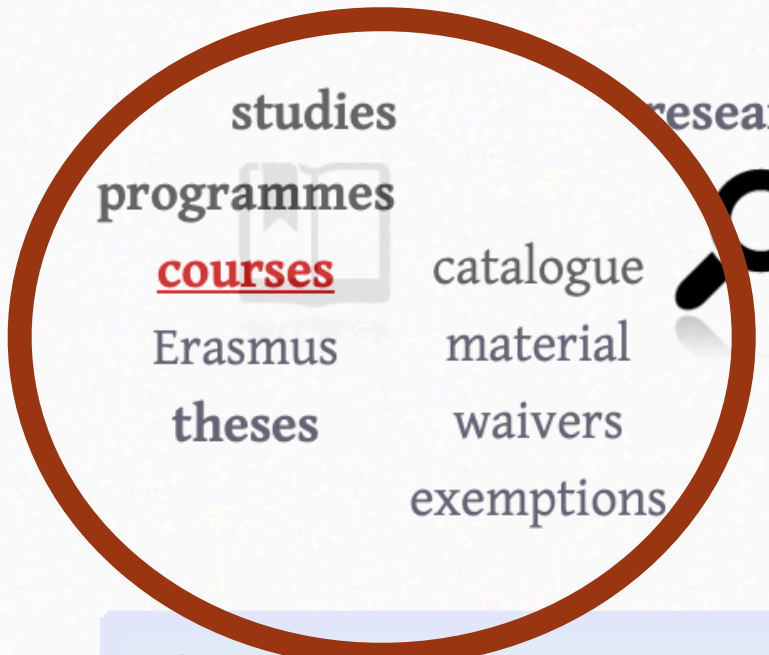 studies
programmes
courses
Erasmus
theses
catalogue
material
waivers
exemptions